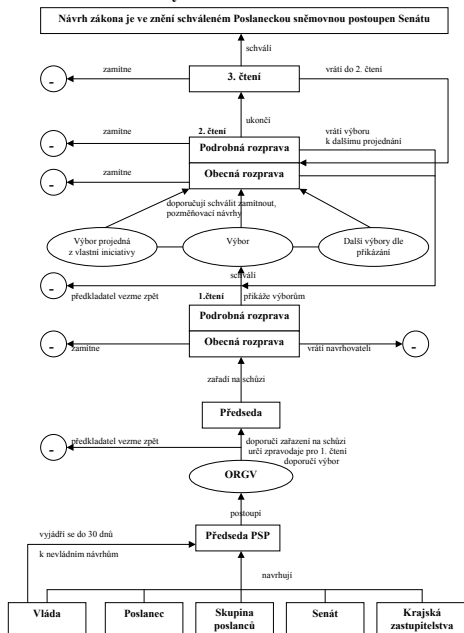 Návrh zákona je ve znění schváleném Poslaneckou sněmovnou postoupen Senátu
schválí
zamítne
3. čtení
vrátí do 2. čtení
-
ukončí
zamítne
2. čtení
vrátí výboru
k dalšímu projednání
-
Podrobná rozprava
zamítne
Obecná rozprava
-
doporučují schválit zamítnout,
pozměňovací návrhy
Výbor projedná
z vlastní iniciativy
Výbor
Další výbory dle
přikázání
schválí
-
předkladatel vezme zpět
1.čtení
přikáže výborům
Podrobná rozprava
Obecná rozprava
-
zamítne
vrátí navrhovateli
-
zařadí na schůzi
Předseda
-
předkladatel vezme zpět
doporučí zařazení na schůzi
určí zpravodaje pro 1. čtení
doporučí výbor
ORGV
postoupí
vyjádří se do 30 dnů
k nevládním návrhům
Předseda PSP
navrhují
Vláda
Poslanec
Skupina
poslanců
Senát
Krajská
zastupitelstva